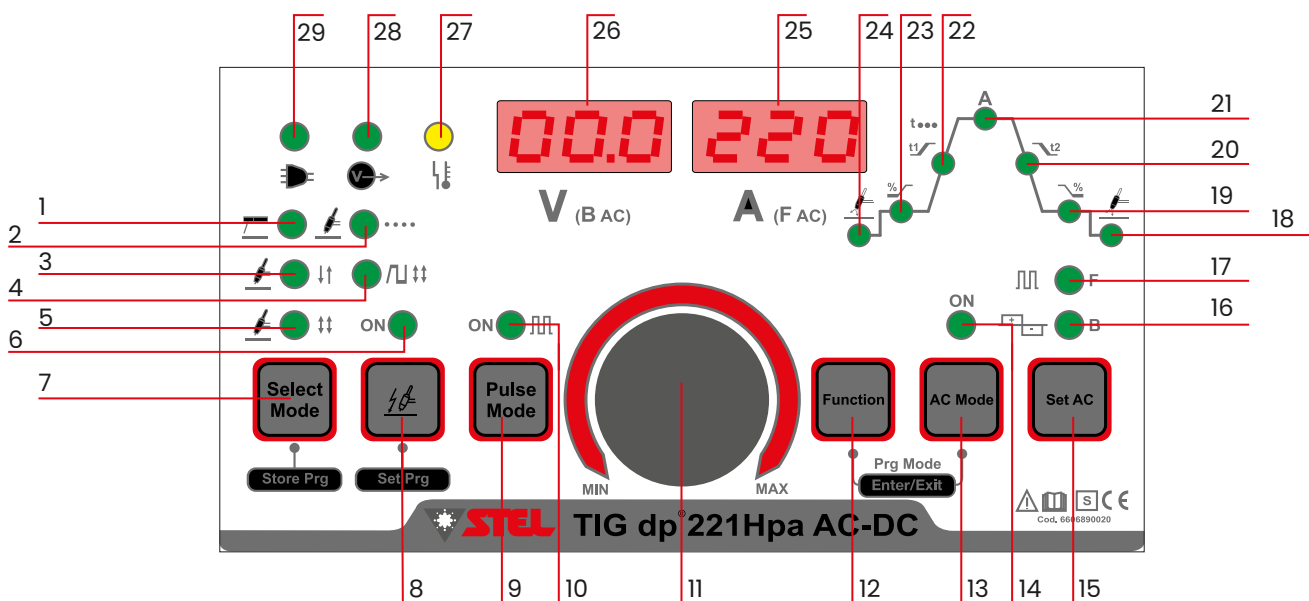 29 28 27 26 25 24 23 22
A
21
t•••
t1
t2
20
00.0 220
V
1
V (B AC) A (F AC)
%
%
19
2
18
3
17
F
4
ON
5
16
ON ON B
6
7
Select Mode
Pulse Mode
Function
AC Mode
Set AC
Store Prg Set Prg
Prg Mode
Enter/Exit
MIN MAX
S CE
Cod. 6606890020
STEL TIG dp 221Hpa AC-DC
®
8 9 10 11 12 13 14 15